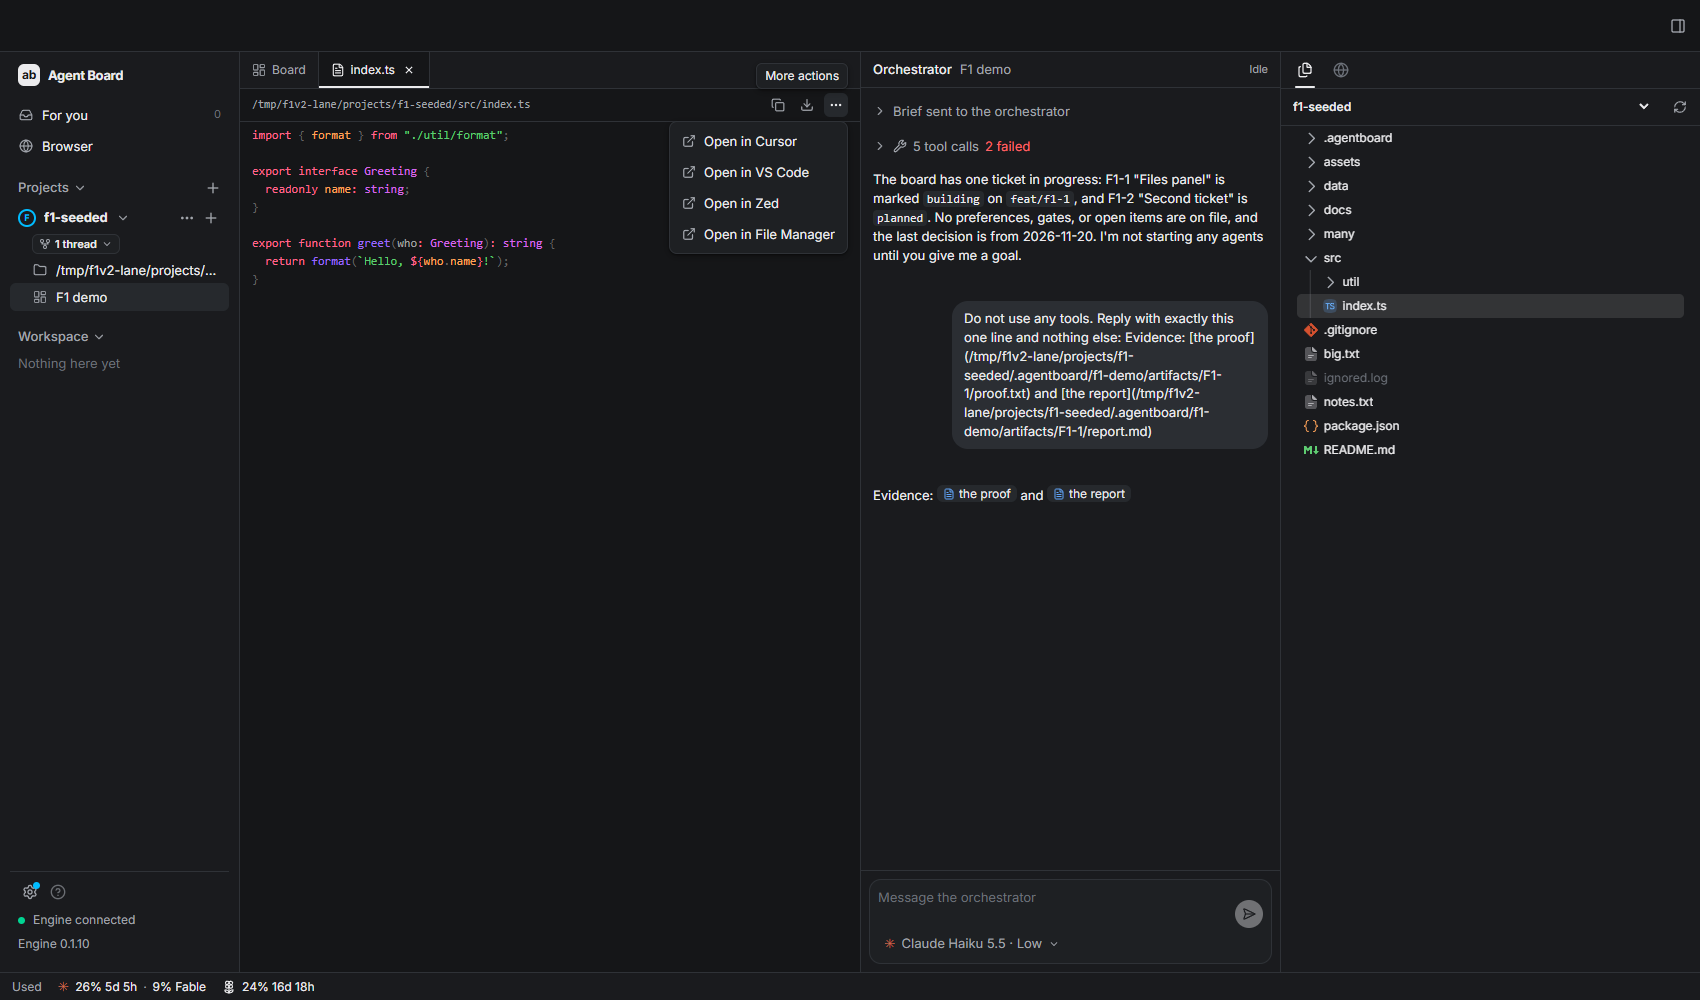 ab Agent Board
For you 0
Browser
Projects
F f1-seeded
1 thread
/tmp/f1v2-lane/projects/...
F1 demo
Workspace
Nothing here yet
Engine connected
Engine 0.1.10
Board
index.ts
More actions
/tmp/f1v2-lane/projects/f1-seeded/src/index.ts
import { format } from "./util/format";
export interface Greeting {
readonly name: string;
}
export function greet(who: Greeting): string {
return format(`Hello, ${who.name}!`);
}
Open in Cursor
Open in VS Code
Open in Zed
Open in File Manager
Orchestrator F1 demo Idle
Brief sent to the orchestrator
5 tool calls 2 failed
The board has one ticket in progress: F1-1 "Files panel" is
marked building on feat/f1-1, and F1-2 "Second ticket" is
planned. No preferences, gates, or open items are on file, and
the last decision is from 2026-11-20. I'm not starting any agents
until you give me a goal.
Do not use any tools. Reply with exactly this
one line and nothing else: Evidence: [the proof]
(/tmp/f1v2-lane/projects/f1-
seeded/.agentboard/f1-demo/artifacts/F1-
1/proof.txt) and [the report](/tmp/f1v2-
lane/projects/f1-seeded/.agentboard/f1-
demo/artifacts/F1-1/report.md)
Evidence: the proof and the report
Message the orchestrator
Claude Haiku 5.5 · Low
f1-seeded
.agentboard
assets
data
docs
many
src
util
TS index.ts
.gitignore
big.txt
ignored.log
notes.txt
{} package.json
M↓ README.md
Used 26% 5d 5h · 9% Fable 24% 16d 18h